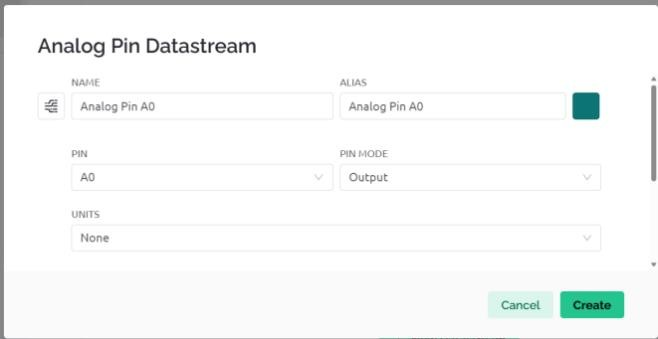 Analog Pin Datastream
NAME ALIAS
Analog Pin A0 Analog Pin A0
PIN PIN MODE
A0 Output
UNITS
None
Cancel Create